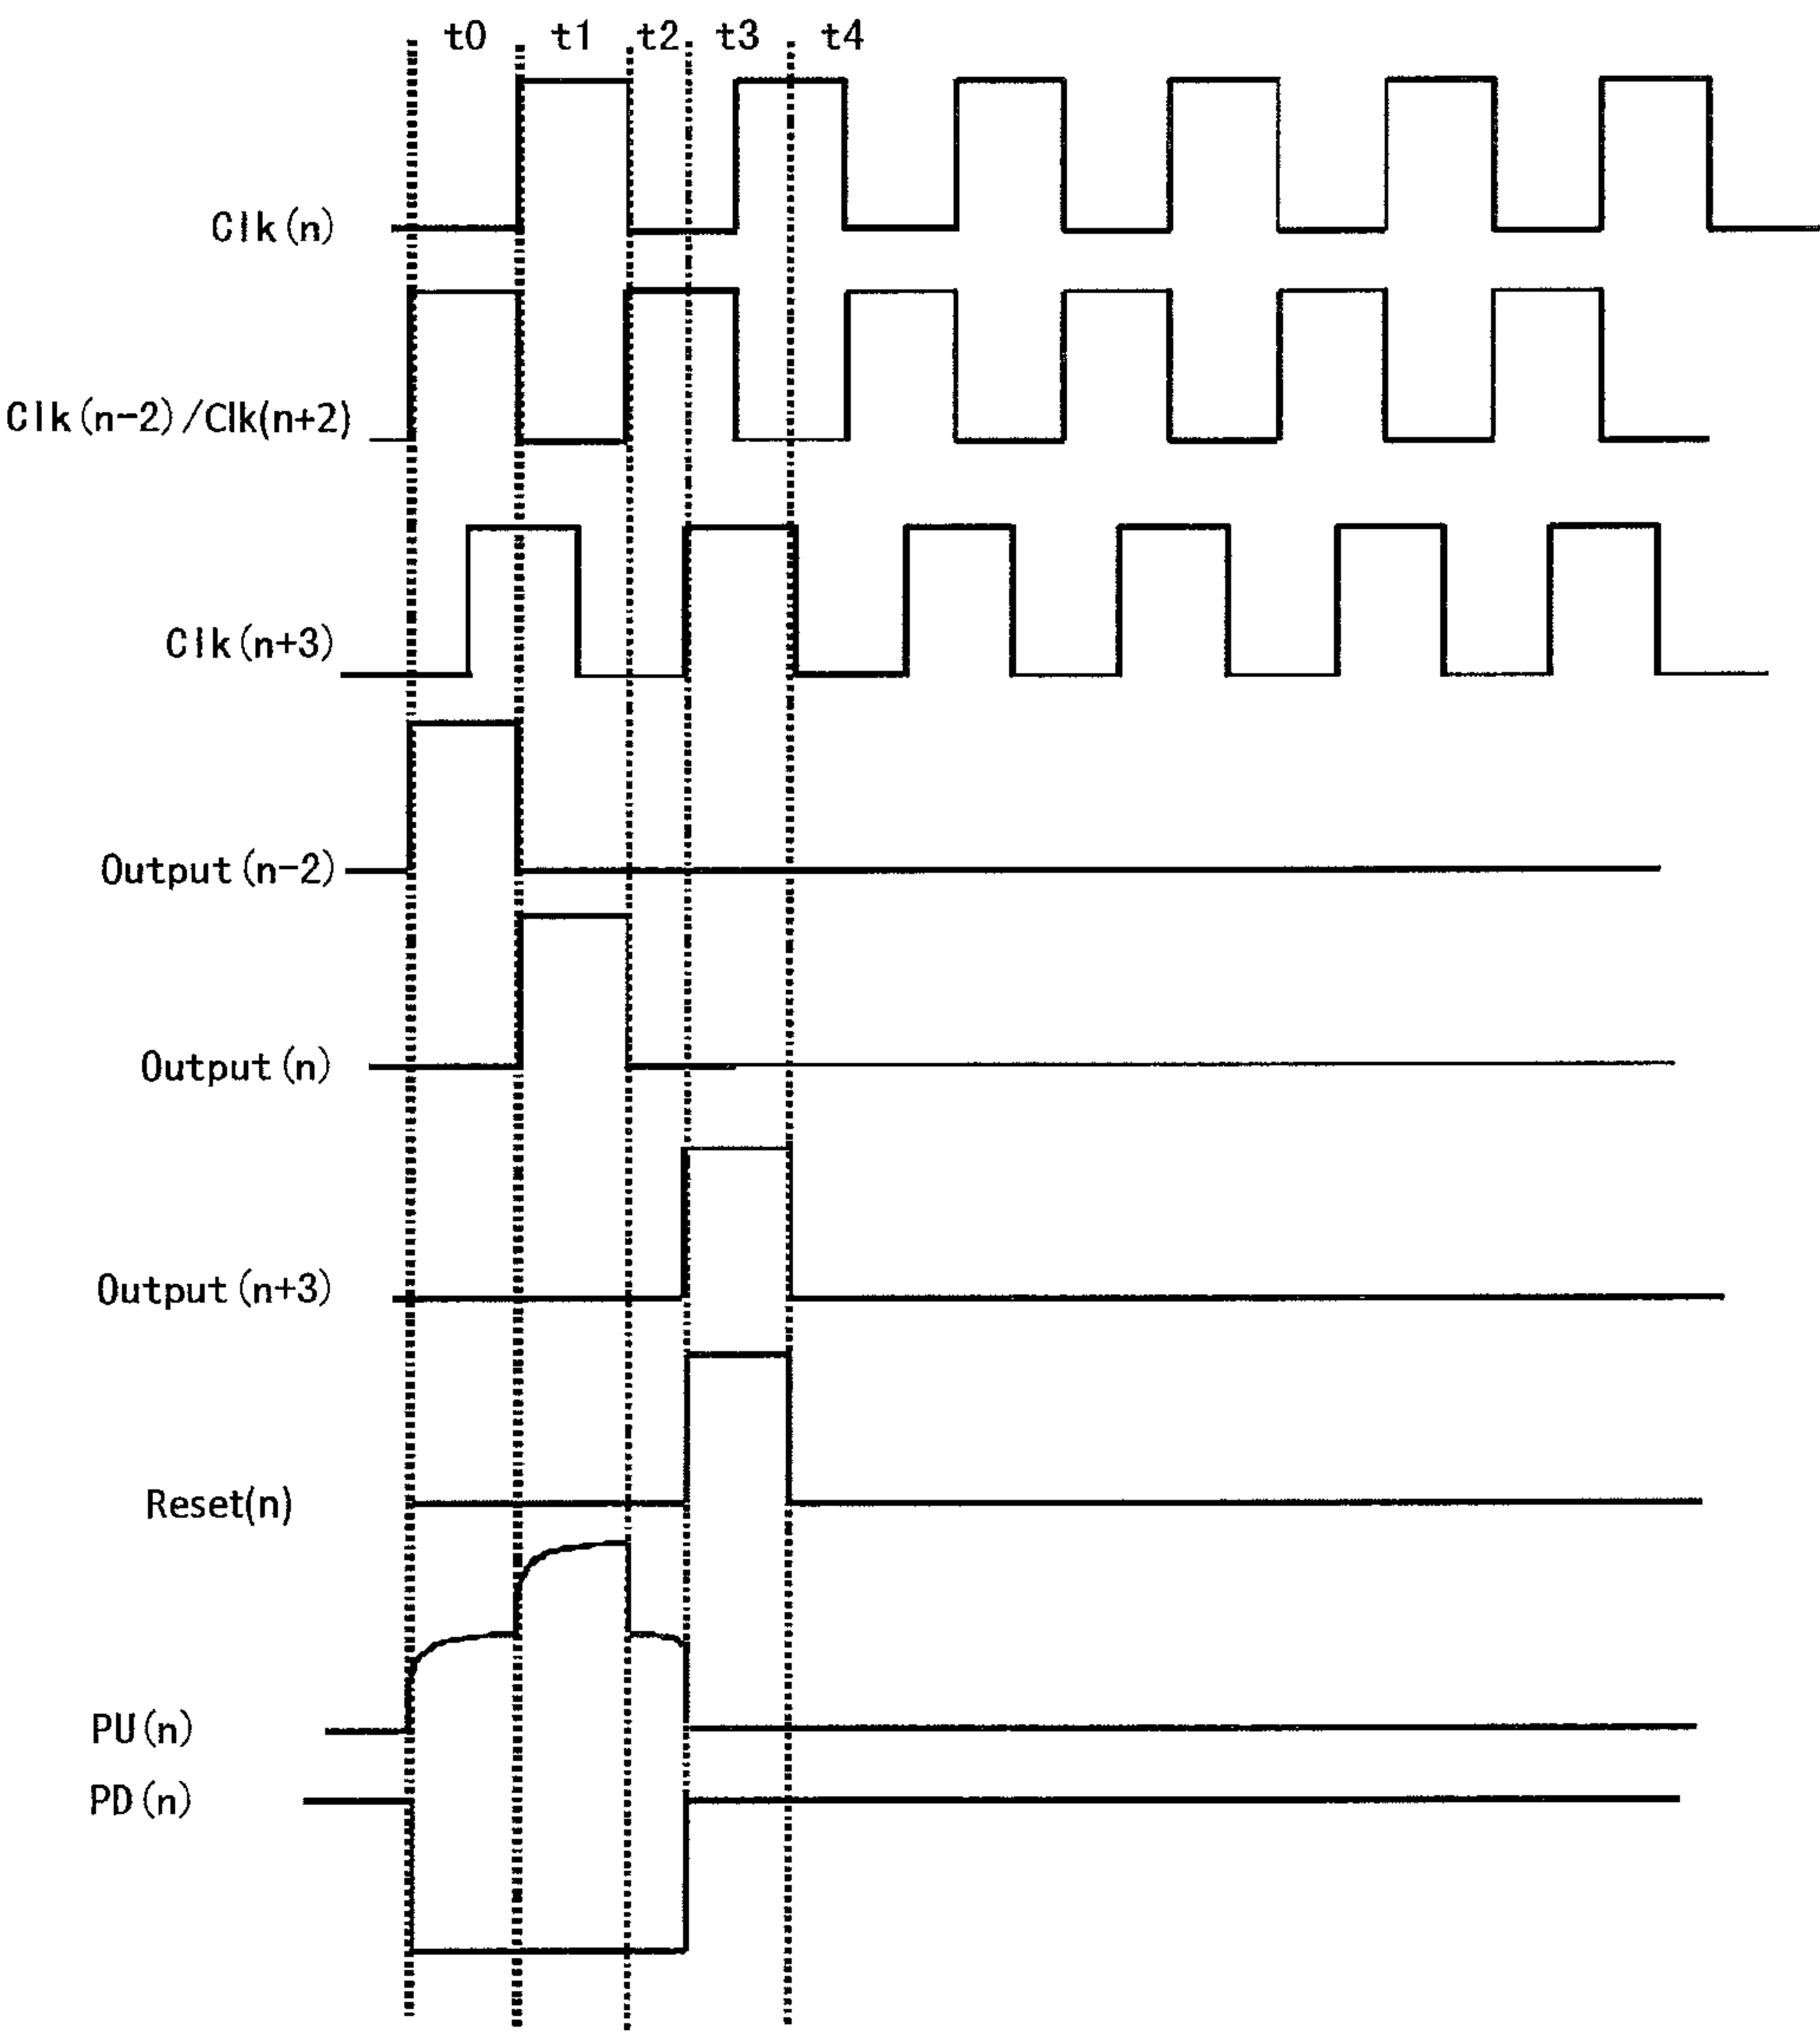 t0 t1 t2 t3 t4
Clk(n)
Clk(n-2)/Clk(n+2)
Clk(n+3)
Output(n-2)
Output(n)
Output(n+3)
Reset(n)
PU(n)
PD(n)